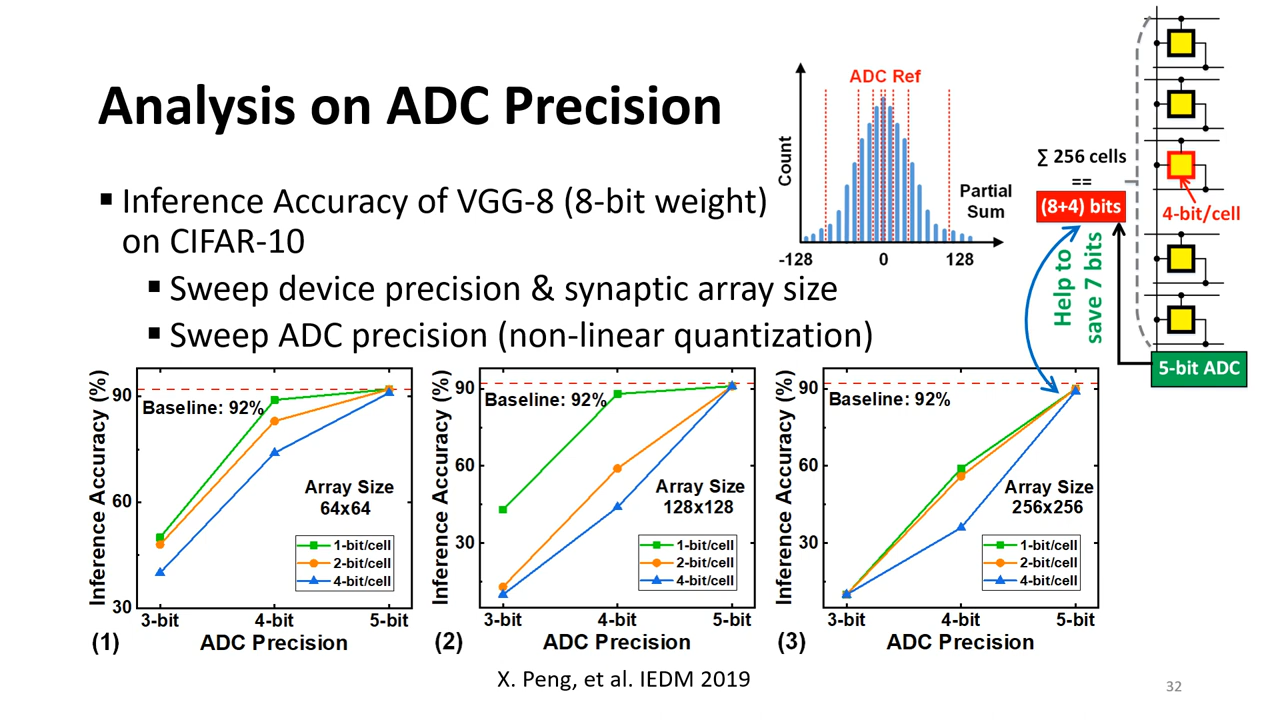 Analysis on ADC Precision
▪ Inference Accuracy of VGG-8 (8-bit weight)
on CIFAR-10
▪ Sweep device precision & synaptic array size
▪ Sweep ADC precision (non-linear quantization)
ADC Ref
Count
Partial
Sum
-128
0
128
∑ 256 cells
==
(8+4) bits
4-bit/cell
Help to
save 7 bits
5-bit ADC
Inference Accuracy (%)
90
60
30
Baseline: 92%
Array Size
64x64
1-bit/cell
2-bit/cell
4-bit/cell
3-bit
4-bit
5-bit
(1)
ADC Precision
Inference Accuracy (%)
90
60
30
Baseline: 92%
Array Size
128x128
1-bit/cell
2-bit/cell
4-bit/cell
3-bit
4-bit
5-bit
(2)
ADC Precision
Inference Accuracy (%)
90
60
30
Baseline: 92%
Array Size
256x256
1-bit/cell
2-bit/cell
4-bit/cell
3-bit
4-bit
5-bit
(3)
ADC Precision
X. Peng, et al. IEDM 2019
32